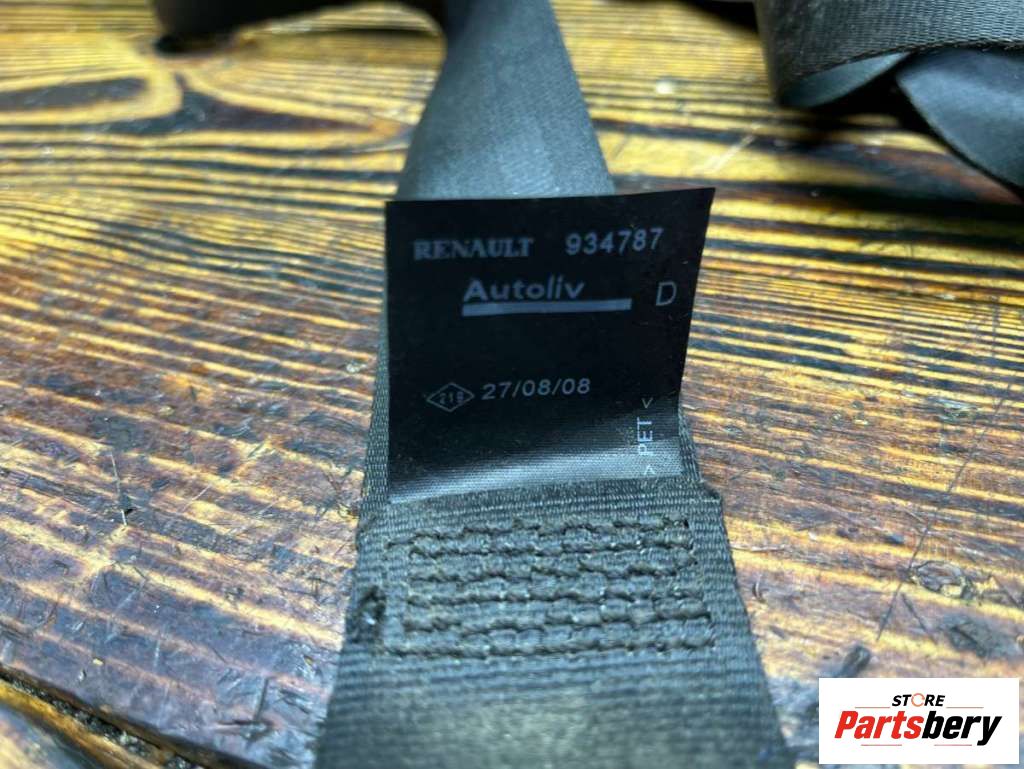 RENAULT 934787
Autoliv D
27/08/08
> PET <
STORE
Partsbery